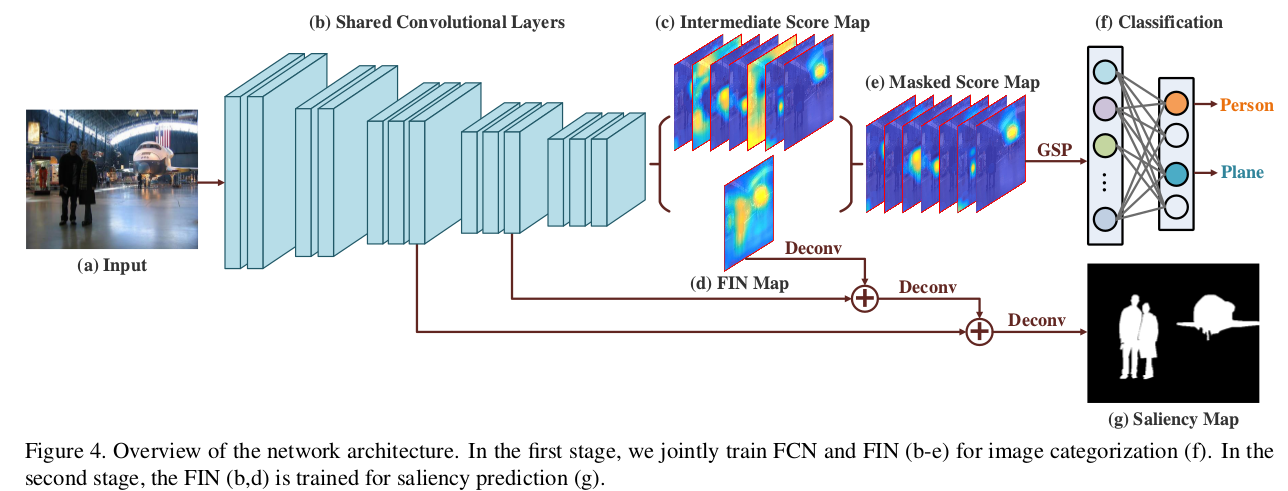 (b) Shared Convolutional Layers
(c) Intermediate Score Map
(f) Classification
(e) Masked Score Map
Person
GSP
Plane
(a) Input
Deconv
(d) FIN Map
Deconv
Deconv
(g) Saliency Map
Figure 4. Overview of the network architecture. In the first stage, we jointly train FCN and FIN (b-e) for image categorization (f). In the
second stage, the FIN (b,d) is trained for saliency prediction (g).